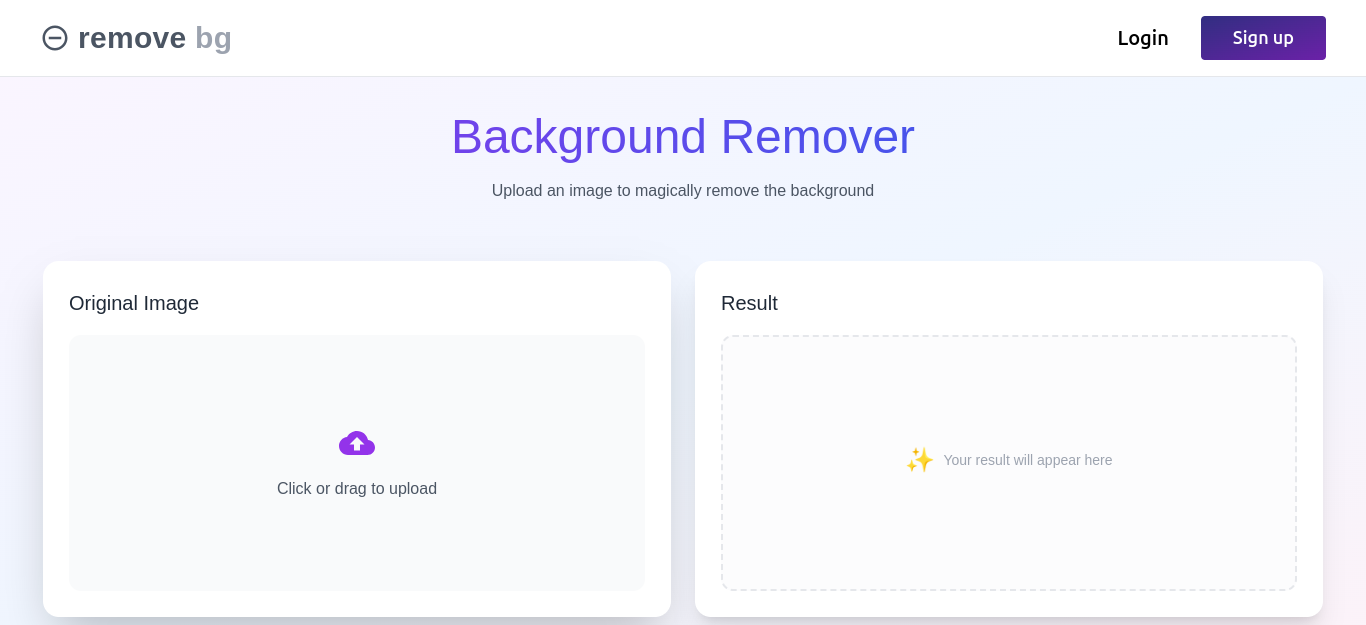 remove bg
Login
Sign up
Background Remover
Upload an image to magically remove the background
Original Image
Click or drag to upload
Result
Your result will appear here